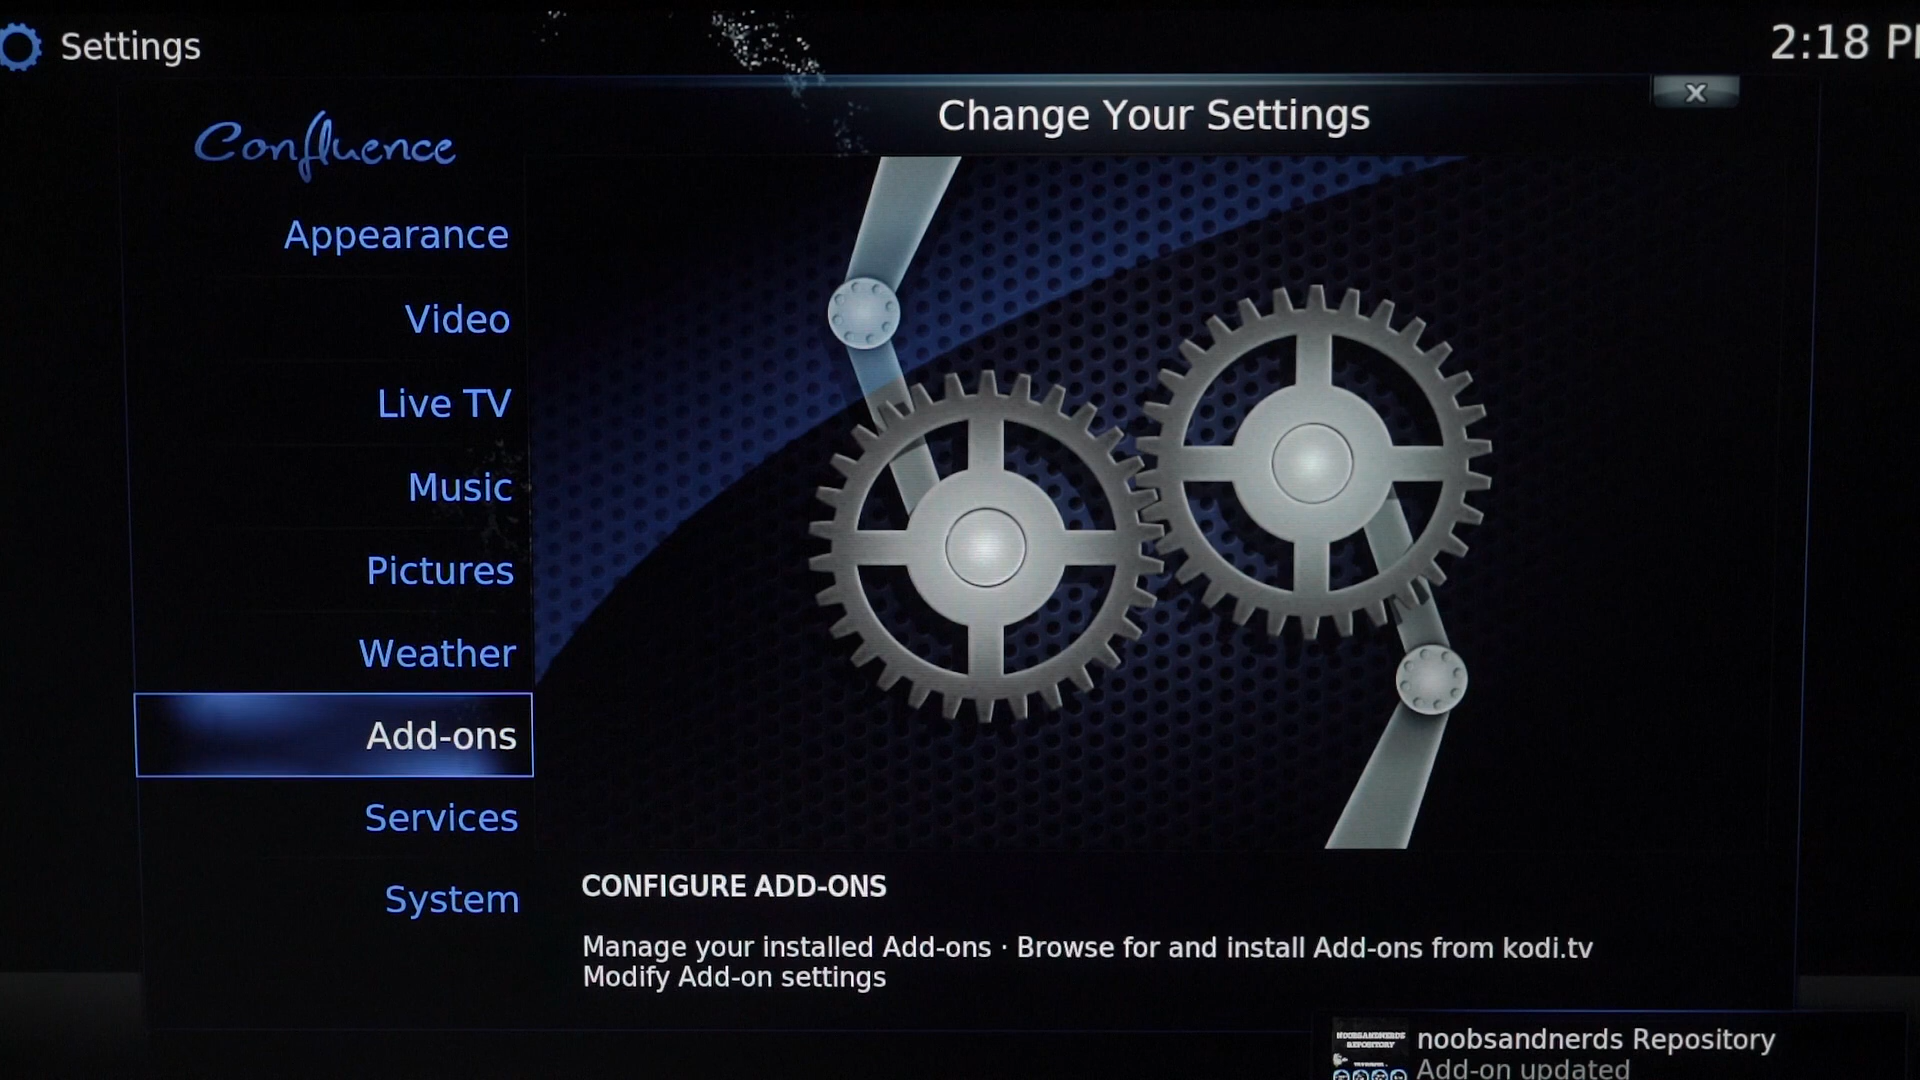 Settings
2:18 P
Change Your Settings
x
Confluence
Appearance
Video
Live TV
Music
Pictures
Weather
Add-ons
Services
System
CONFIGURE ADD-ONS
Manage your installed Add-ons · Browse for and install Add-ons from kodi.tv
Modify Add-on settings
NOOBSANDNERDS
REPOSITORY
noobsandnerds Repository
Add-on updated